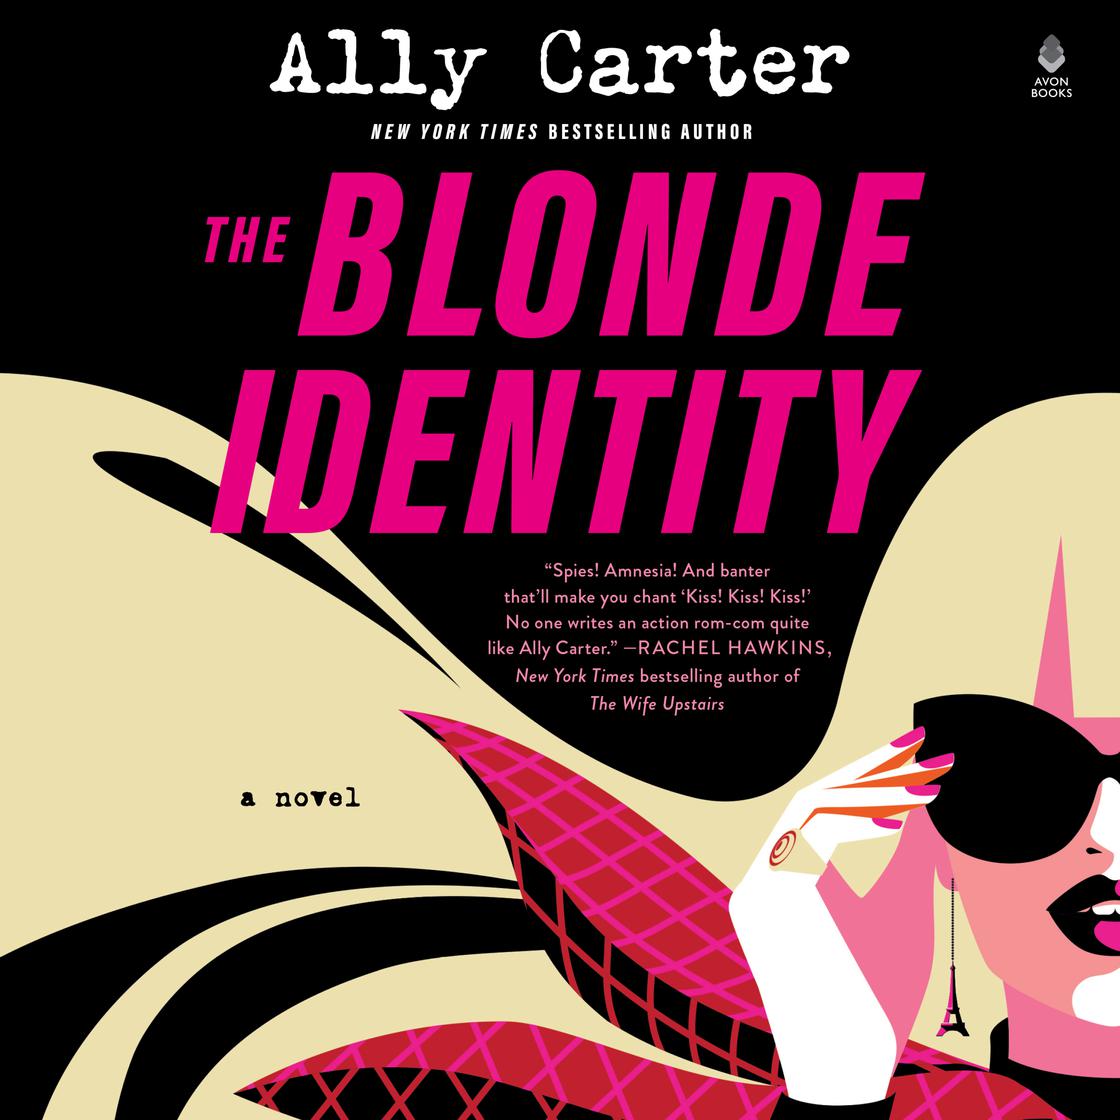 Ally Carter
AVON
BOOKS
NEW YORK TIMES BESTSELLING AUTHOR
THE BLONDE
IDENTITY
“Spies! Amnesia! And banter
that’ll make you chant ‘Kiss! Kiss! Kiss!’
No one writes an action rom-com quite
like Ally Carter.” —RACHEL HAWKINS,
New York Times bestselling author of
The Wife Upstairs
a novel